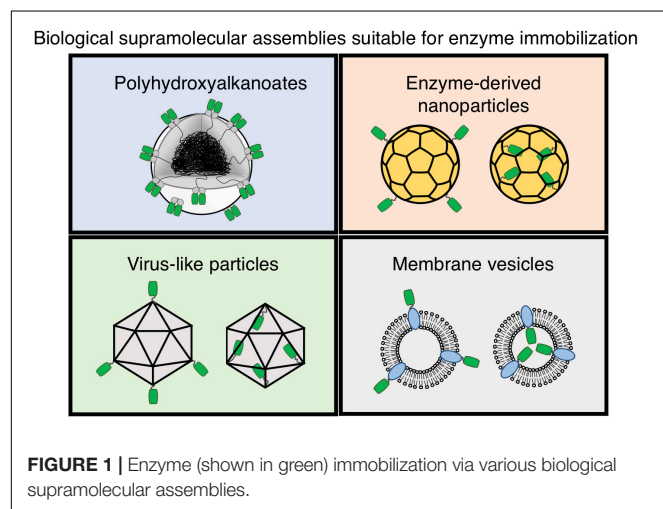 Biological supramolecular assemblies suitable for enzyme immobilization
Polyhydroxyalkanoates
Enzyme-derived
nanoparticles
Virus-like particles
Membrane vesicles
FIGURE 1 | Enzyme (shown in green) immobilization via various biological
supramolecular assemblies.